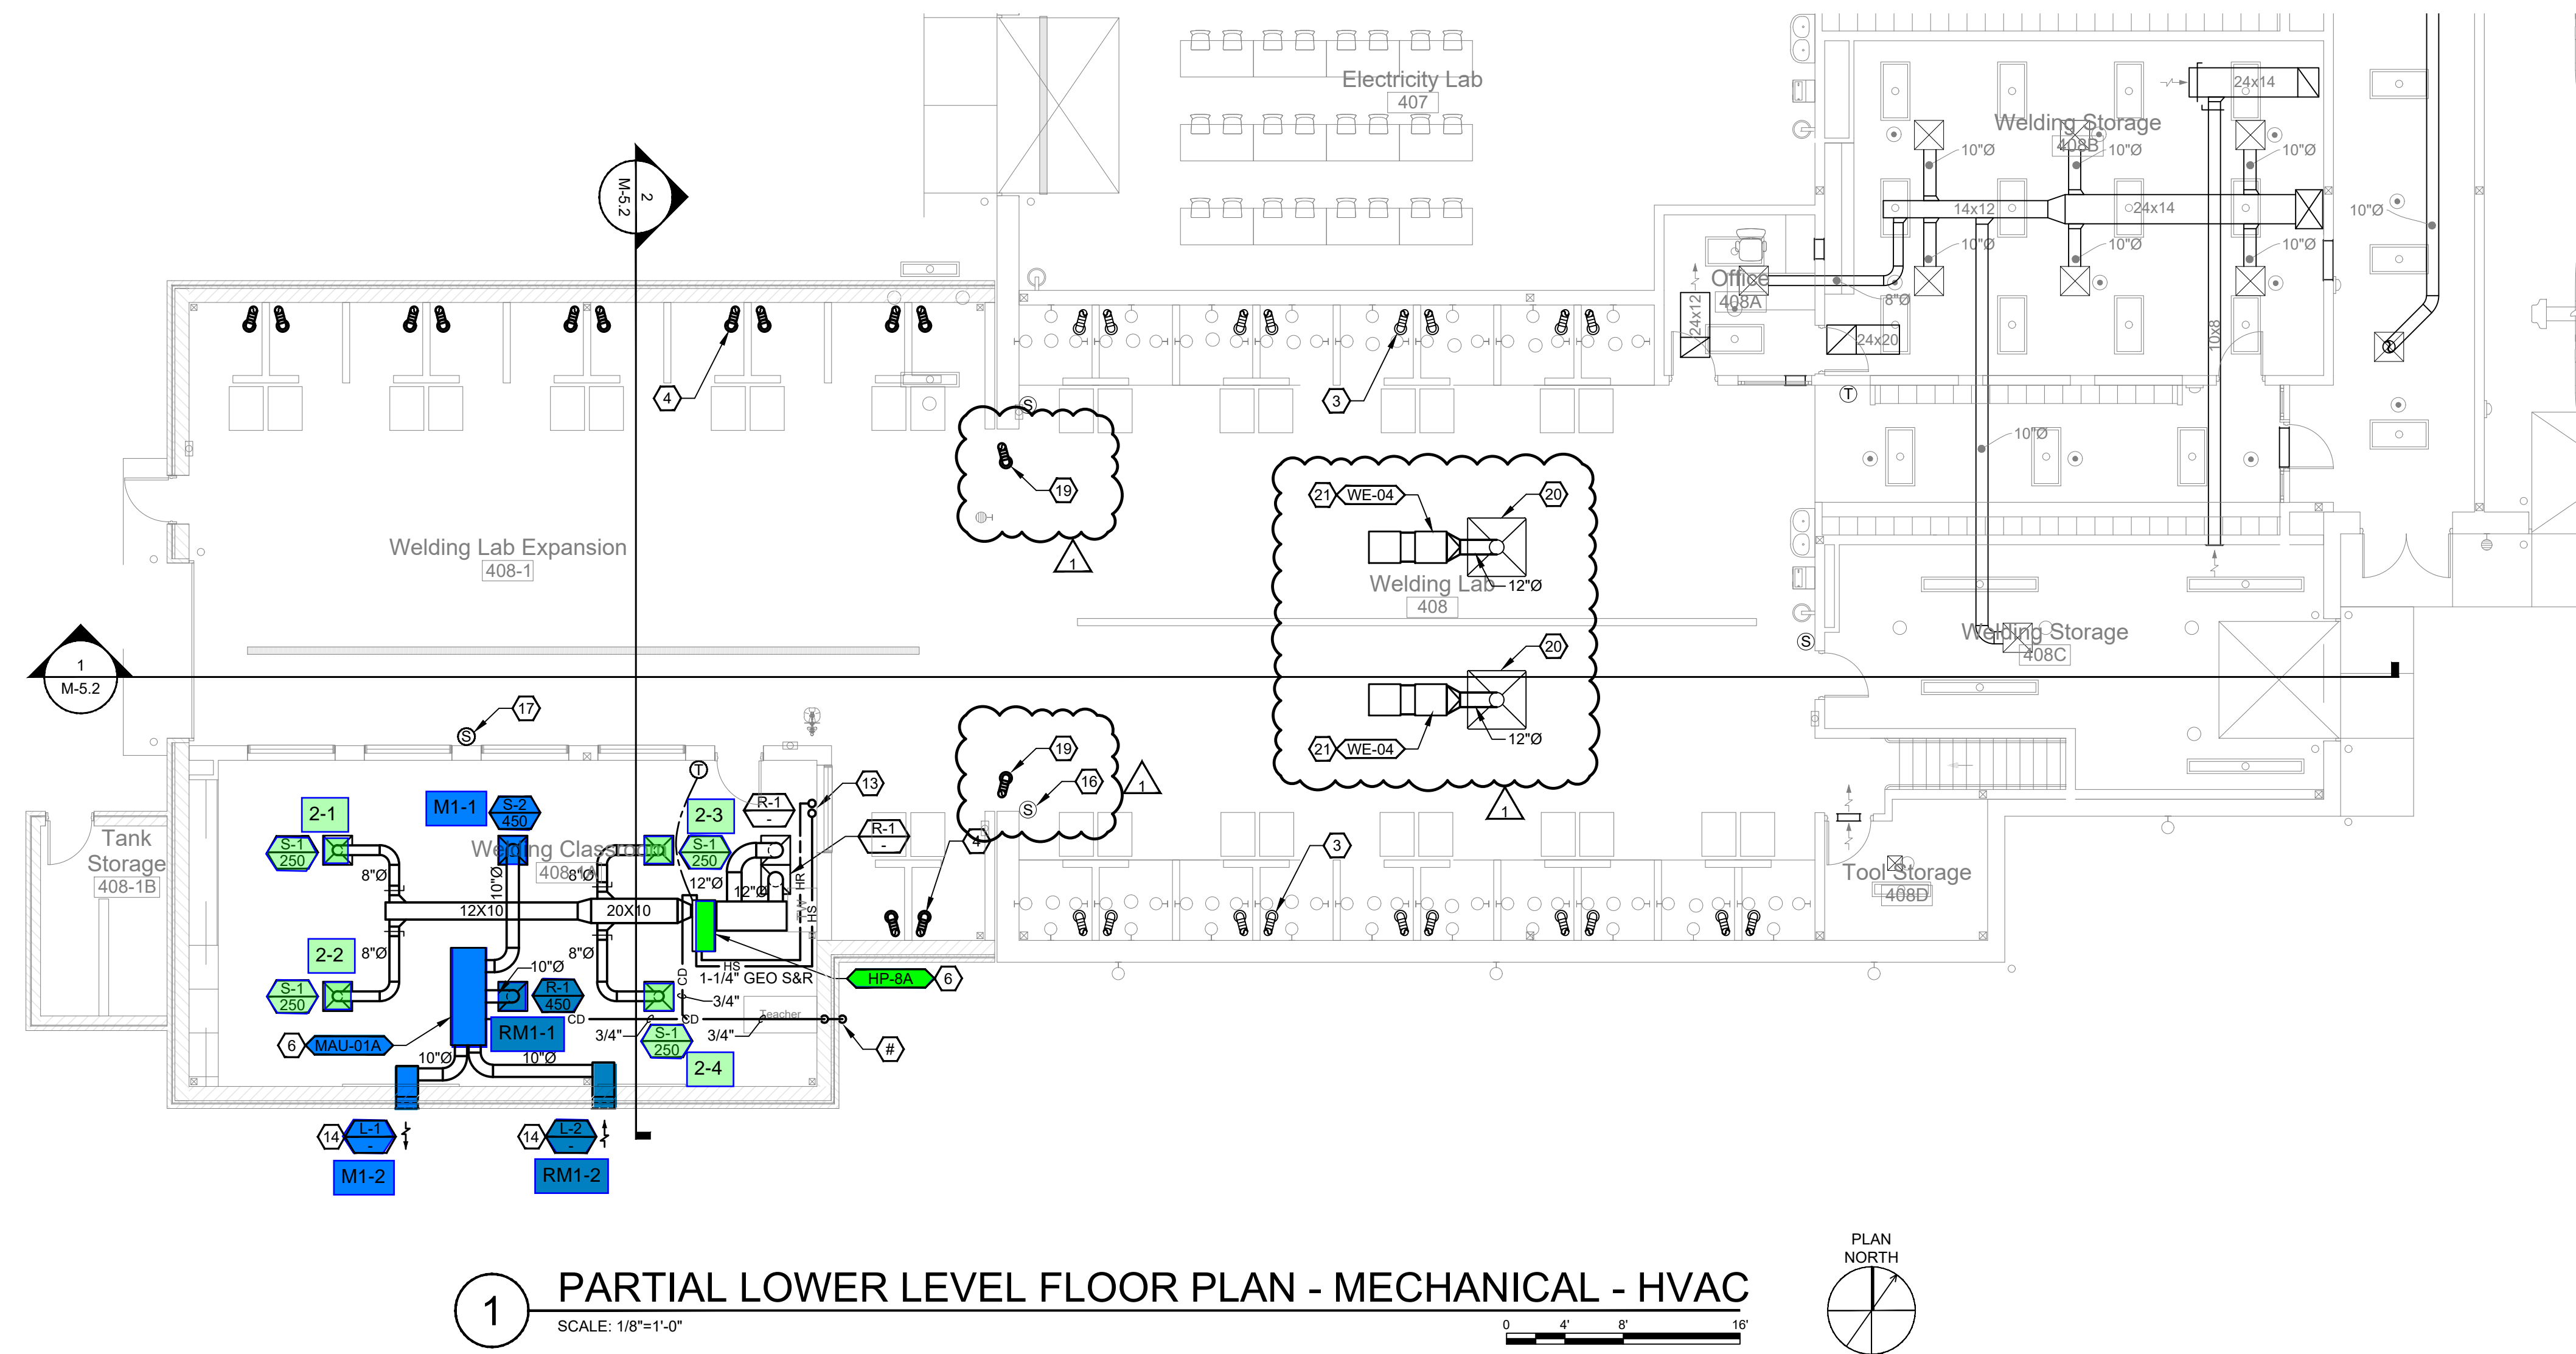 Electricity Lab
407
24x14
Welding Storage
408B
10"Ø
10"Ø
10"Ø
2
M-5.2
14x12
24x14
10"Ø
10"Ø
10"Ø
10"Ø
Office
408A
8"Ø
24x12
24x20
10x8
4
3
T
S
10"Ø
19
1
21
WE-04
20
12"Ø
Welding Lab Expansion
408-1
Welding Lab
408
Welding Storage
408C
S
20
21
WE-04
12"Ø
1
1
M-5.2
17
S
19
16
S
1
T
13
2-1
M1-1
S-2
450
2-3
R-1
-
R-1
-
4
3
Tank
Storage
408-1B
S-1
250
Welding Classroom
408-1A
S-1
250
8"Ø
10"Ø
8"Ø
12"Ø
12"Ø
HR
HS
TW
12X10
20X10
Tool Storage
408D
2-2
8"Ø
8"Ø
S-1
250
10"Ø
R-1
450
CD
HS
1-1/4" GEO S&R
HP-8A
6
3/4"
RM1-1
CD
CD
Teacher
3/4"
S-1
250
3/4"
#
6
MAU-01A
10"Ø
10"Ø
2-4
14
L-1
-
14
L-2
-
M1-2
RM1-2
PLAN
NORTH
1
PARTIAL LOWER LEVEL FLOOR PLAN - MECHANICAL - HVAC
SCALE: 1/8"=1'-0"
0
4'
8'
16'